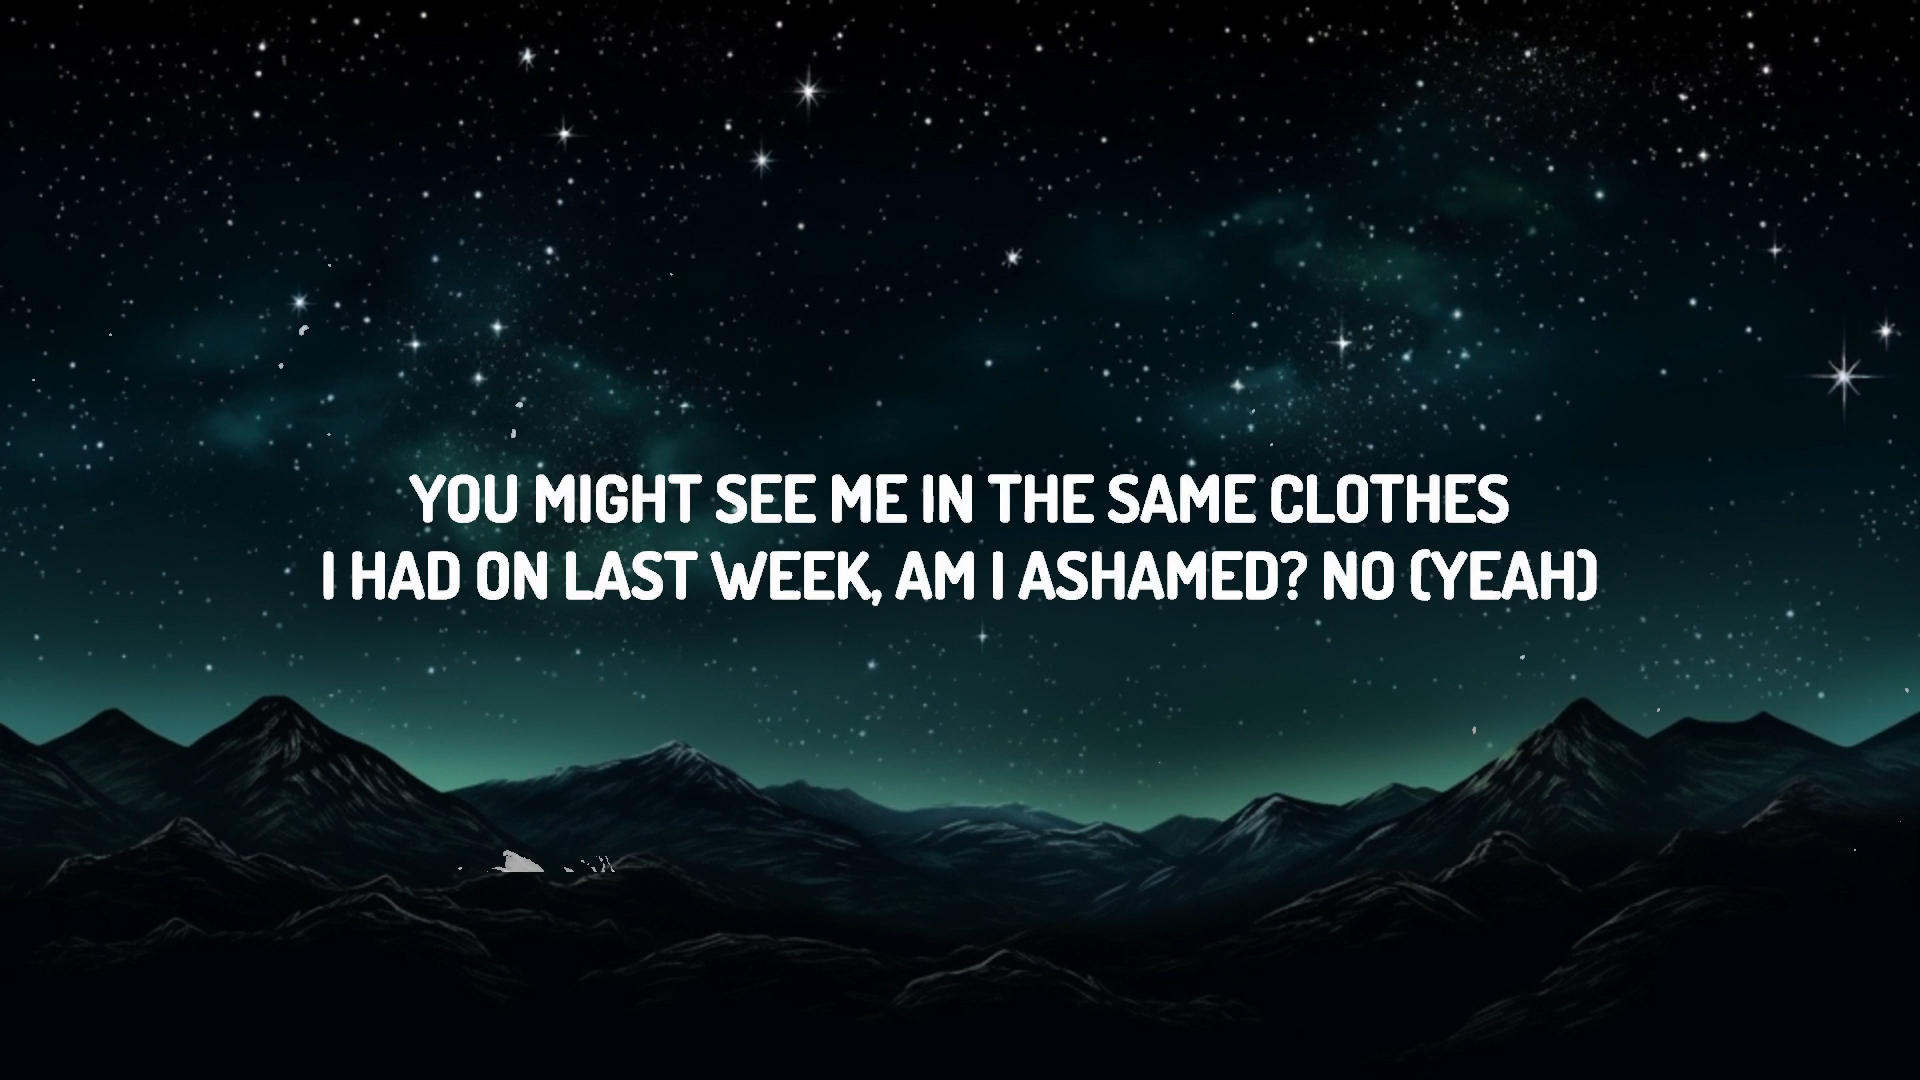 YOU MIGHT SEE ME IN THE SAME CLOTHES
I HAD ON LAST WEEK, AM I ASHAMED? NO (YEAH)